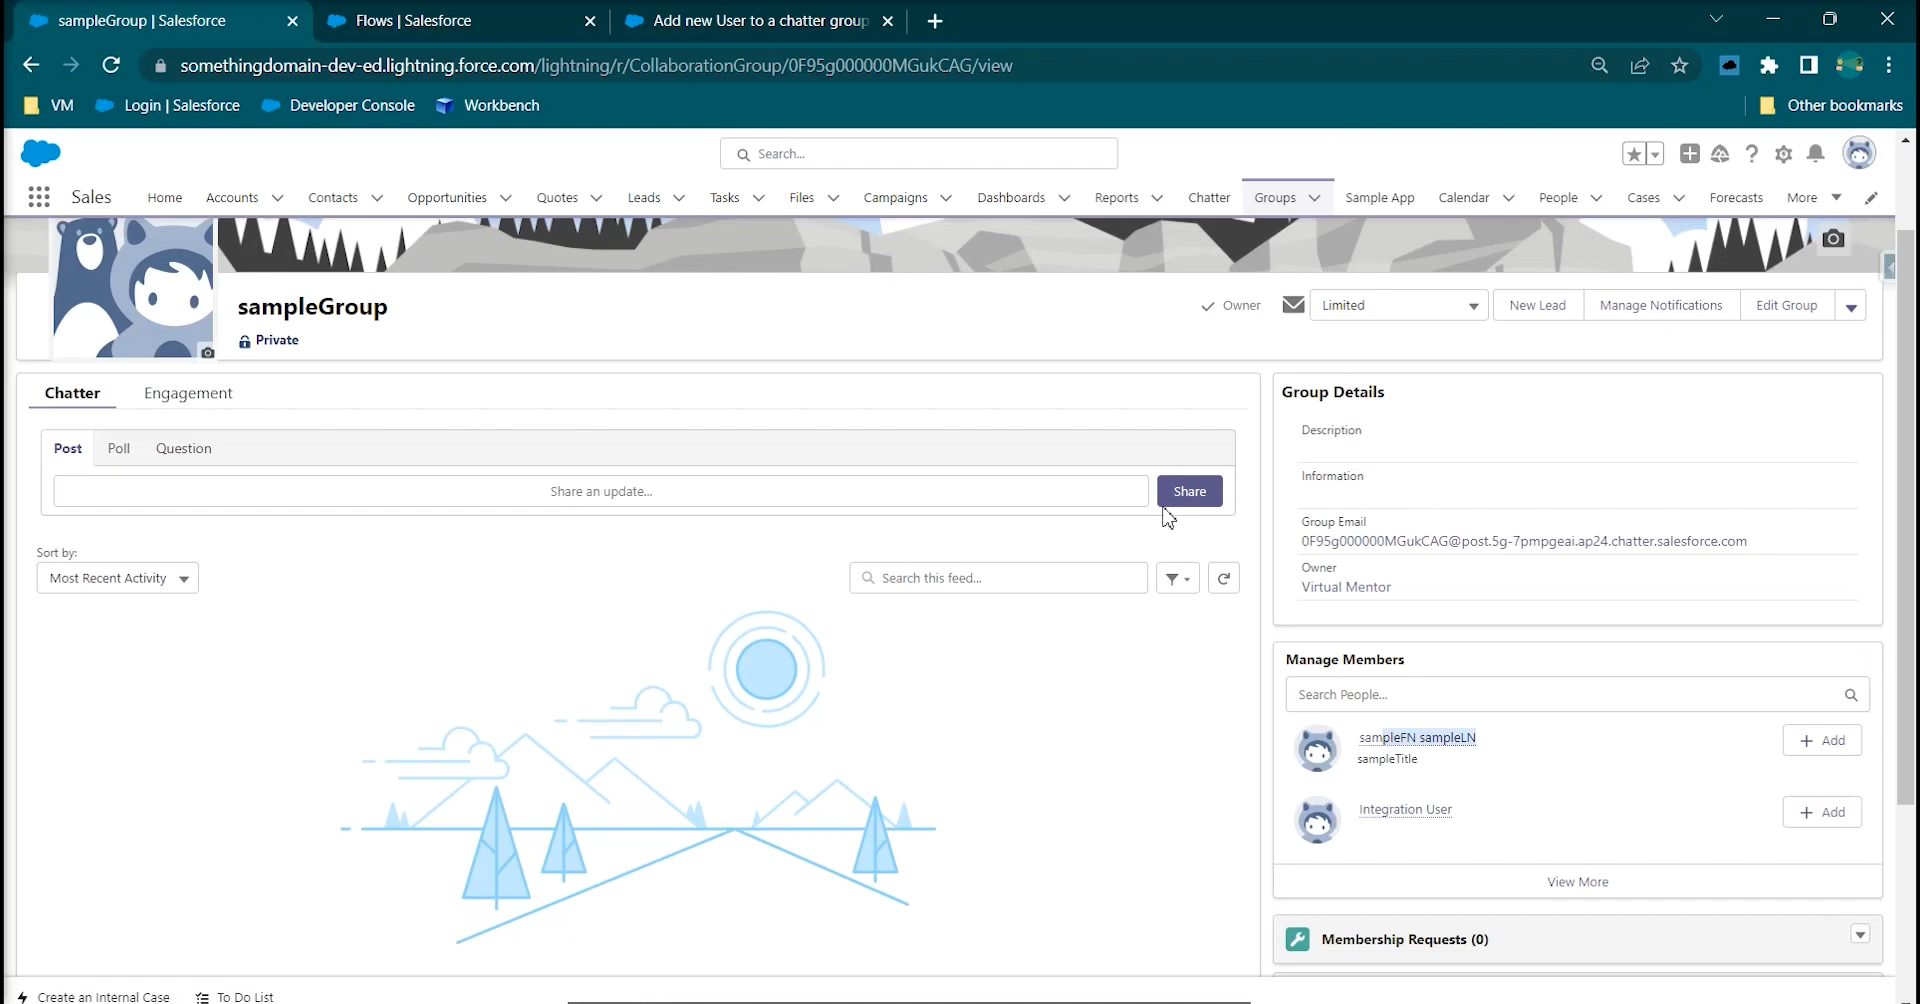 sampleGroup | Salesforce
Flows | Salesforce
Add new User to a chatter group
somethingdomain-dev-ed.lightning.force.com/lightning/r/CollaborationGroup/0F95g000000MGukCAG/view
VM
Login | Salesforce
Developer Console
Workbench
Other bookmarks
Search...
Sales
Home
Accounts
Contacts
Opportunities
Quotes
Leads
Tasks
Files
Campaigns
Dashboards
Reports
Chatter
Groups
Sample App
Calendar
People
Cases
Forecasts
More
sampleGroup
Private
Owner
Limited
New Lead
Manage Notifications
Edit Group
Chatter
Engagement
Post
Poll
Question
Share an update...
Share
Sort by:
Most Recent Activity
Search this feed...
Group Details
Description
Information
Group Email
0F95g000000MGukCAG@post.5g-7pmpgeai.ap24.chatter.salesforce.com
Owner
Virtual Mentor
Manage Members
Search People...
sampleFN sampleLN
sampleTitle
+ Add
Integration User
+ Add
View More
Membership Requests (0)
Create an Internal Case
To Do List